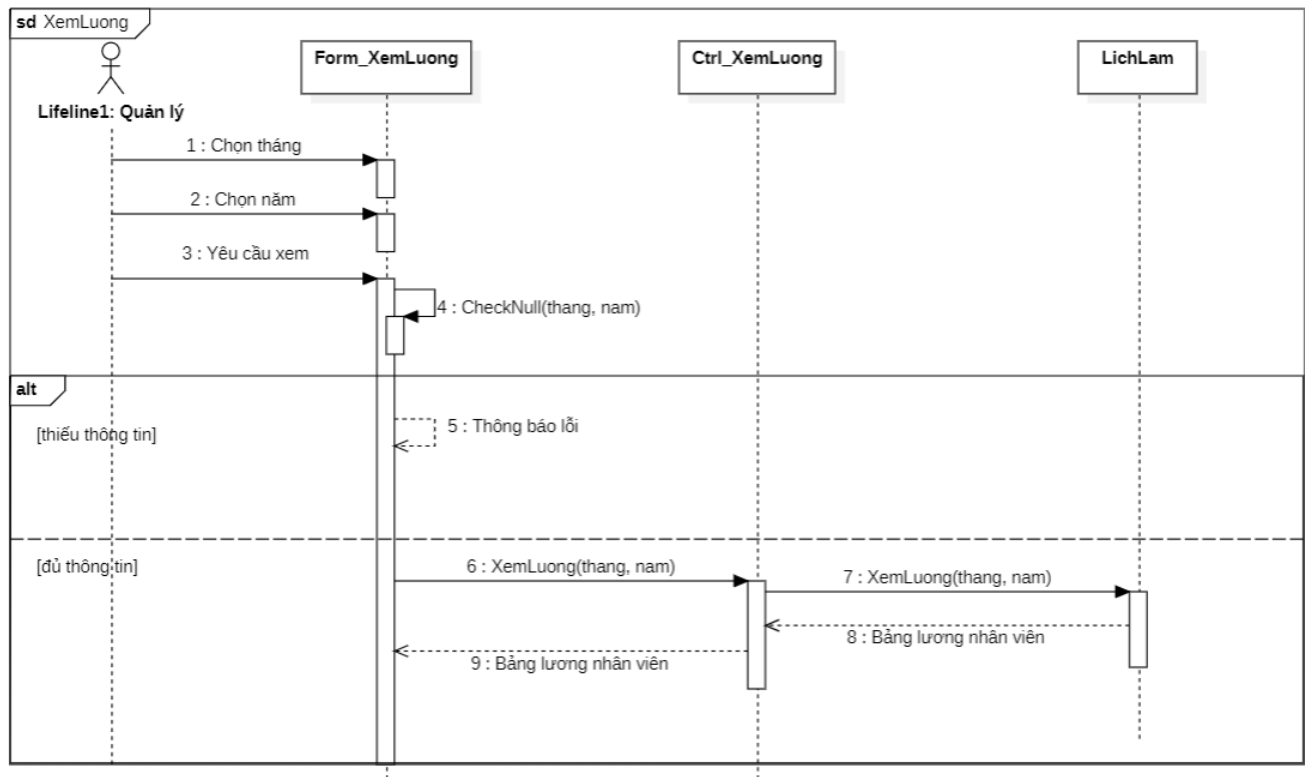 sd XemLuong
Form_XemLuong
Ctrl_XemLuong
LichLam
Lifeline1: Quản lý
1 : Chọn tháng
2 : Chọn năm
3 : Yêu cầu xem
4 : CheckNull(thang, nam)
alt
[thiếu thông tin]
5 : Thông báo lỗi
[đủ thông tin]
6 : XemLuong(thang, nam)
7 : XemLuong(thang, nam)
8 : Bảng lương nhân viên
9 : Bảng lương nhân viên